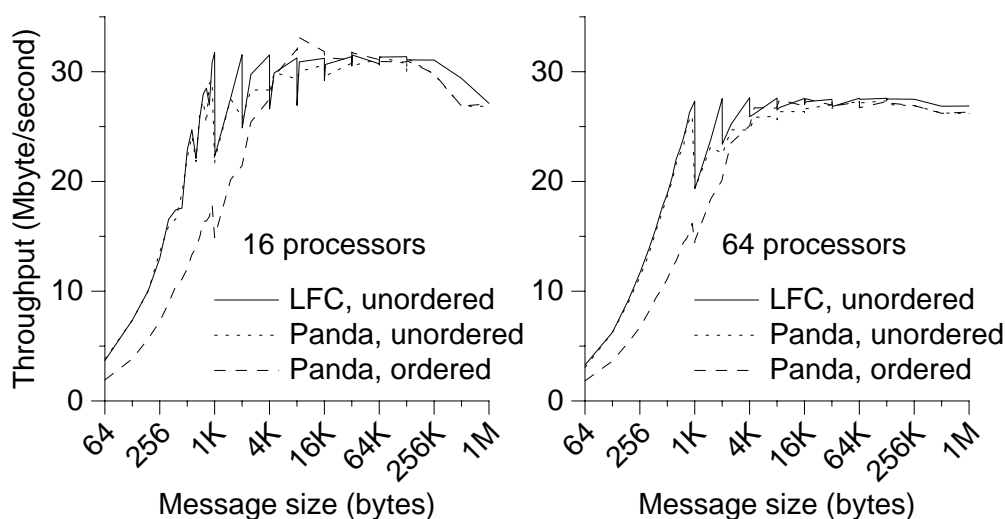 Throughput (Mbyte/second)
30
20
10
0
16 processors
LFC, unordered
Panda, unordered
Panda, ordered
64
256
1K
4K
16K
64K
256K
1M
Message size (bytes)
30
20
10
0
64 processors
LFC, unordered
Panda, unordered
Panda, ordered
64
256
1K
4K
16K
64K
256K
1M
Message size (bytes)